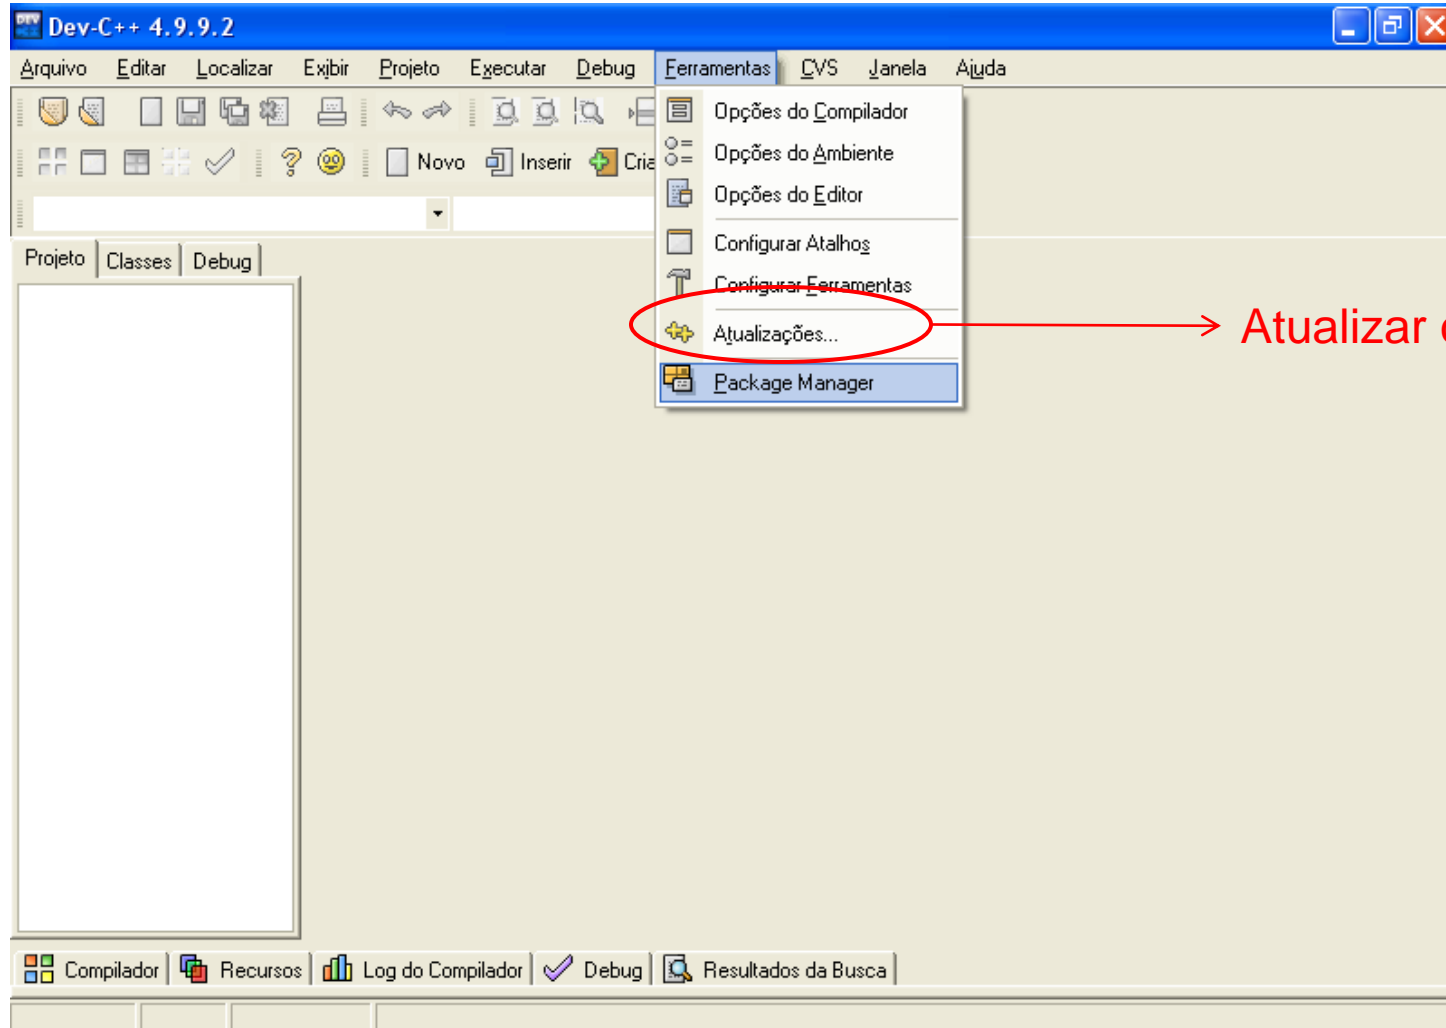 Dev-C++ 4.9.9.2
Arquivo Editar Localizar Exibir Projeto Executar Debug Ferramentas CVS Janela Ajuda
Opções do Compilador
Opções do Ambiente
Novo Inserir
Opções do Editor
Configurar Atalhos
Projeto Classes Debug
Configurar Ferramentas
Atualizações...
Atualizar
Package Manager
Compilador Recursos Log do Compilador Debug Resultados da Busca